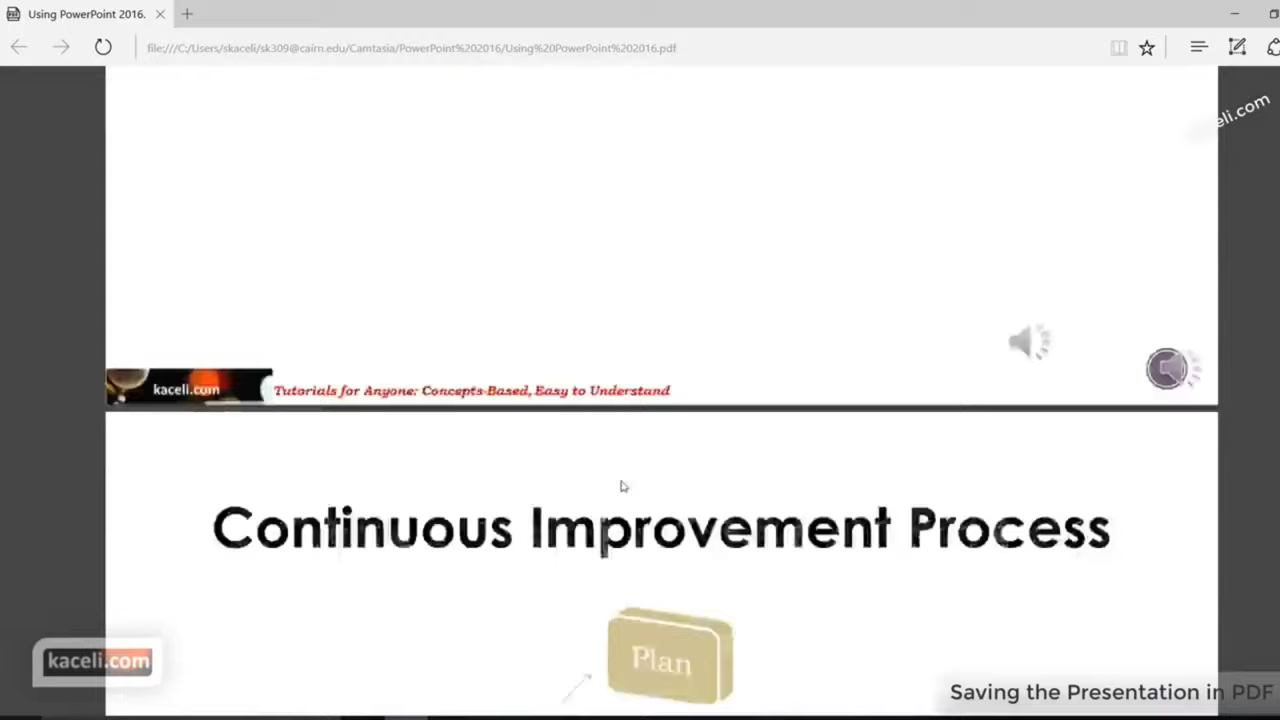 Using PowerPoint 2016.
file:///C:/Users/skaceli/sk309@cairn.edu/Camtasia/PowerPoint%202016/Using%20PowerPoint%202016.pdf
eli.com
kaceli.com
Tutorials for Anyone: Concepts-Based, Easy to Understand
Continuous Improvement Process
Plan
kaceli.com
Saving the Presentation in PDF